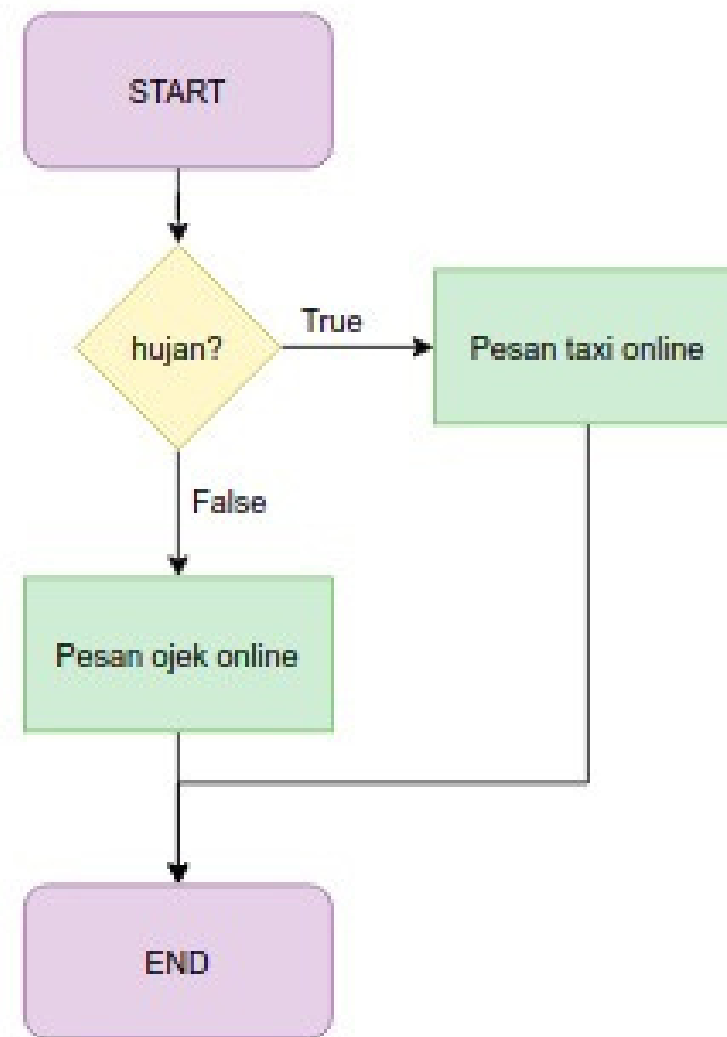 START
hujan?
True
Pesan taxi online
False
Pesan ojek online
END